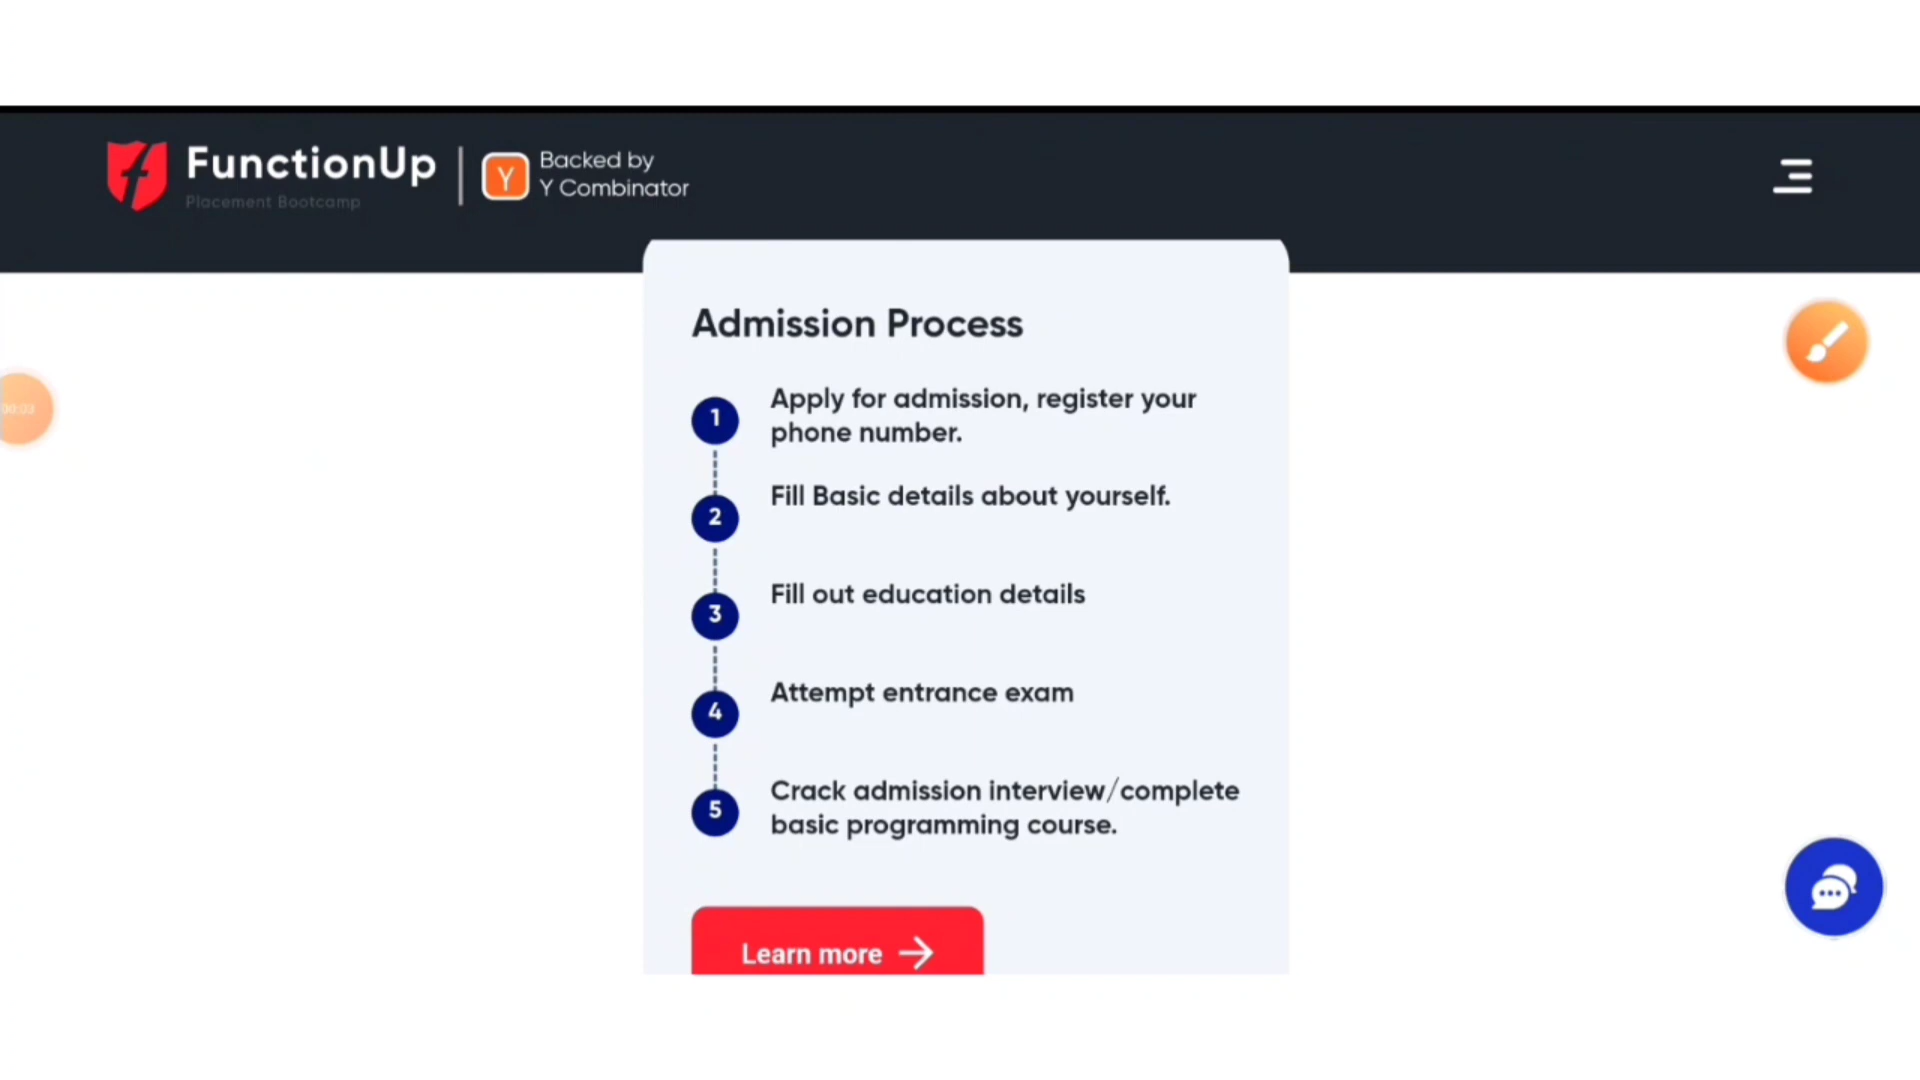 FunctionUp
Placement Bootcamp
Backed by
Y Combinator
Admission Process
1
Apply for admission, register your
phone number.
2
Fill Basic details about yourself.
3
Fill out education details
4
Attempt entrance exam
5
Crack admission interview/complete
basic programming course.
Learn more
00:03